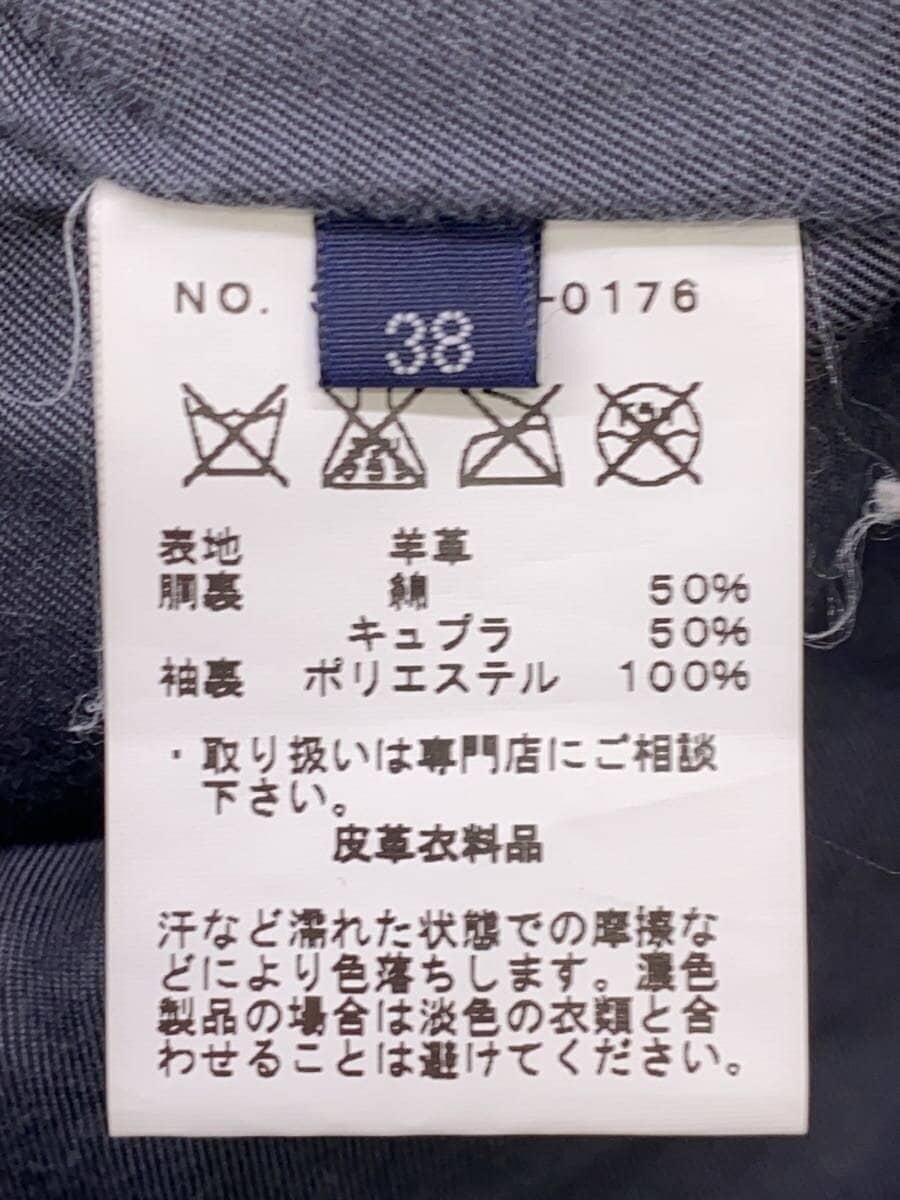 NO. -0176
38
表地 羊革
胴裏 綿 50%
キュプラ 50%
袖裏 ポリエステル 100%
・取り扱いは専門店にご相談
下さい。
皮革衣料品
汗など濡れた状態での摩擦な
どにより色落ちします。濃色
製品の場合は淡色の衣類と含
わせることは避けてください。